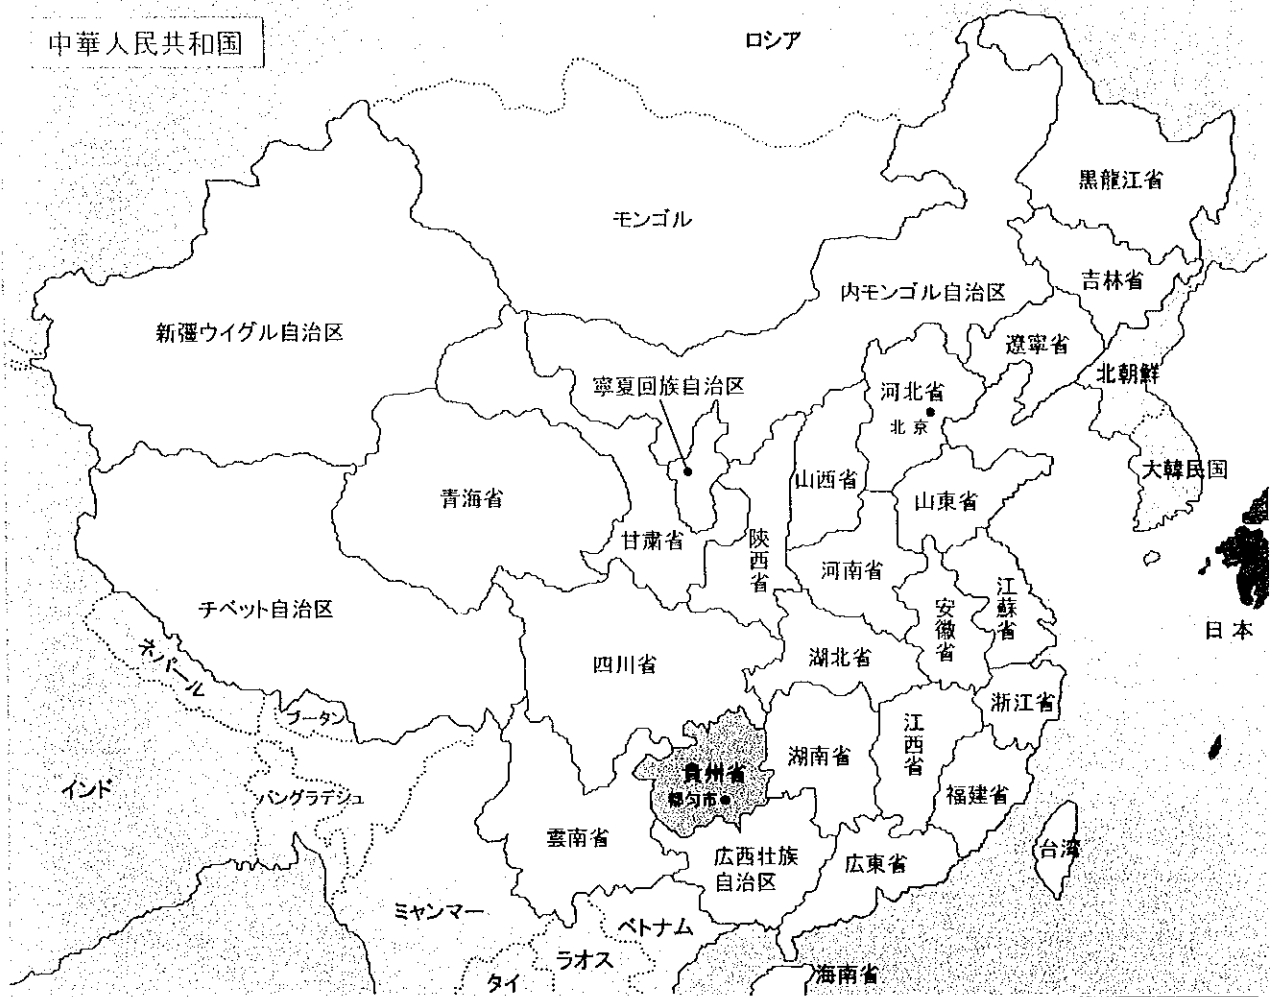 中華人民共和国
ロシア
黒龍江省
モンゴル
吉林省
内モンゴル自治区
新疆ウイグル自治区
遼寧省
北朝鮮
寧夏回族自治区
河北省
北京
大韓民国
山西省
山東省
青海省
甘粛省
陝西省
河南省
江蘇省
安徽省
チベット自治区
日本
ネパール
四川省
湖北省
浙江省
ブータン
江西省
湖南省
貴州省
都匀市
インド
バングラデシュ
福建省
雲南省
台湾
広西壮族
自治区
広東省
ミャンマー
ベトナム
ラオス
タイ
海南省